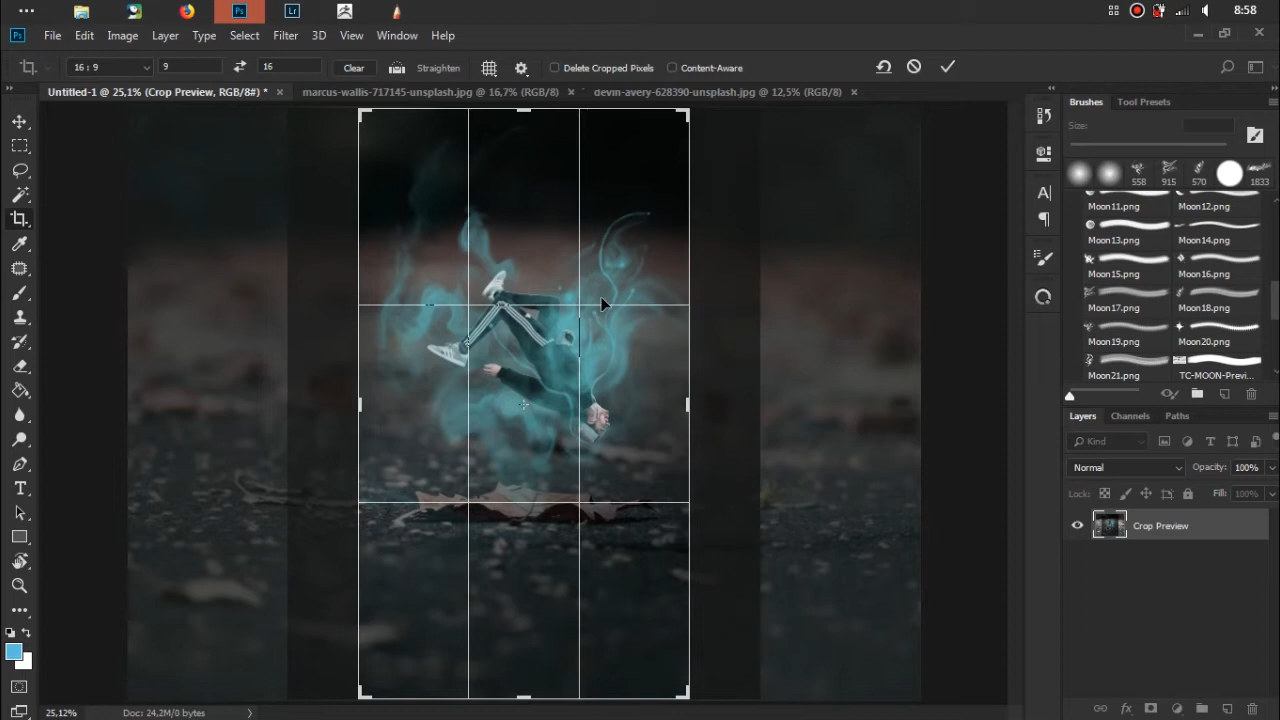 Ps
Lr
8:58
Ps
File
Edit
Image
Layer
Type
Select
Filter
3D
View
Window
Help
16 : 9
9
16
Clear
Straighten
Delete Cropped Pixels
Content-Aware
Untitled-1 @ 25,1% (Crop Preview, RGB/8#) *
marcus-wallis-717145-unsplash.jpg @ 16,7% (RGB/8)
devin-avery-628390-unsplash.jpg @ 12,5% (RGB/8)
Brushes
Tool Presets
Size:
558
915
570
1833
Moon11.png
Moon12.png
Moon13.png
Moon14.png
Moon15.png
Moon16.png
Moon17.png
Moon18.png
Moon19.png
Moon20.png
Moon21.png
TC-MOON-Previ...
Layers
Channels
Paths
Kind
Normal
Opacity: 100%
Locks:
Fill: 100%
Crop Preview
25,12%
Doc: 24,2M/0 bytes